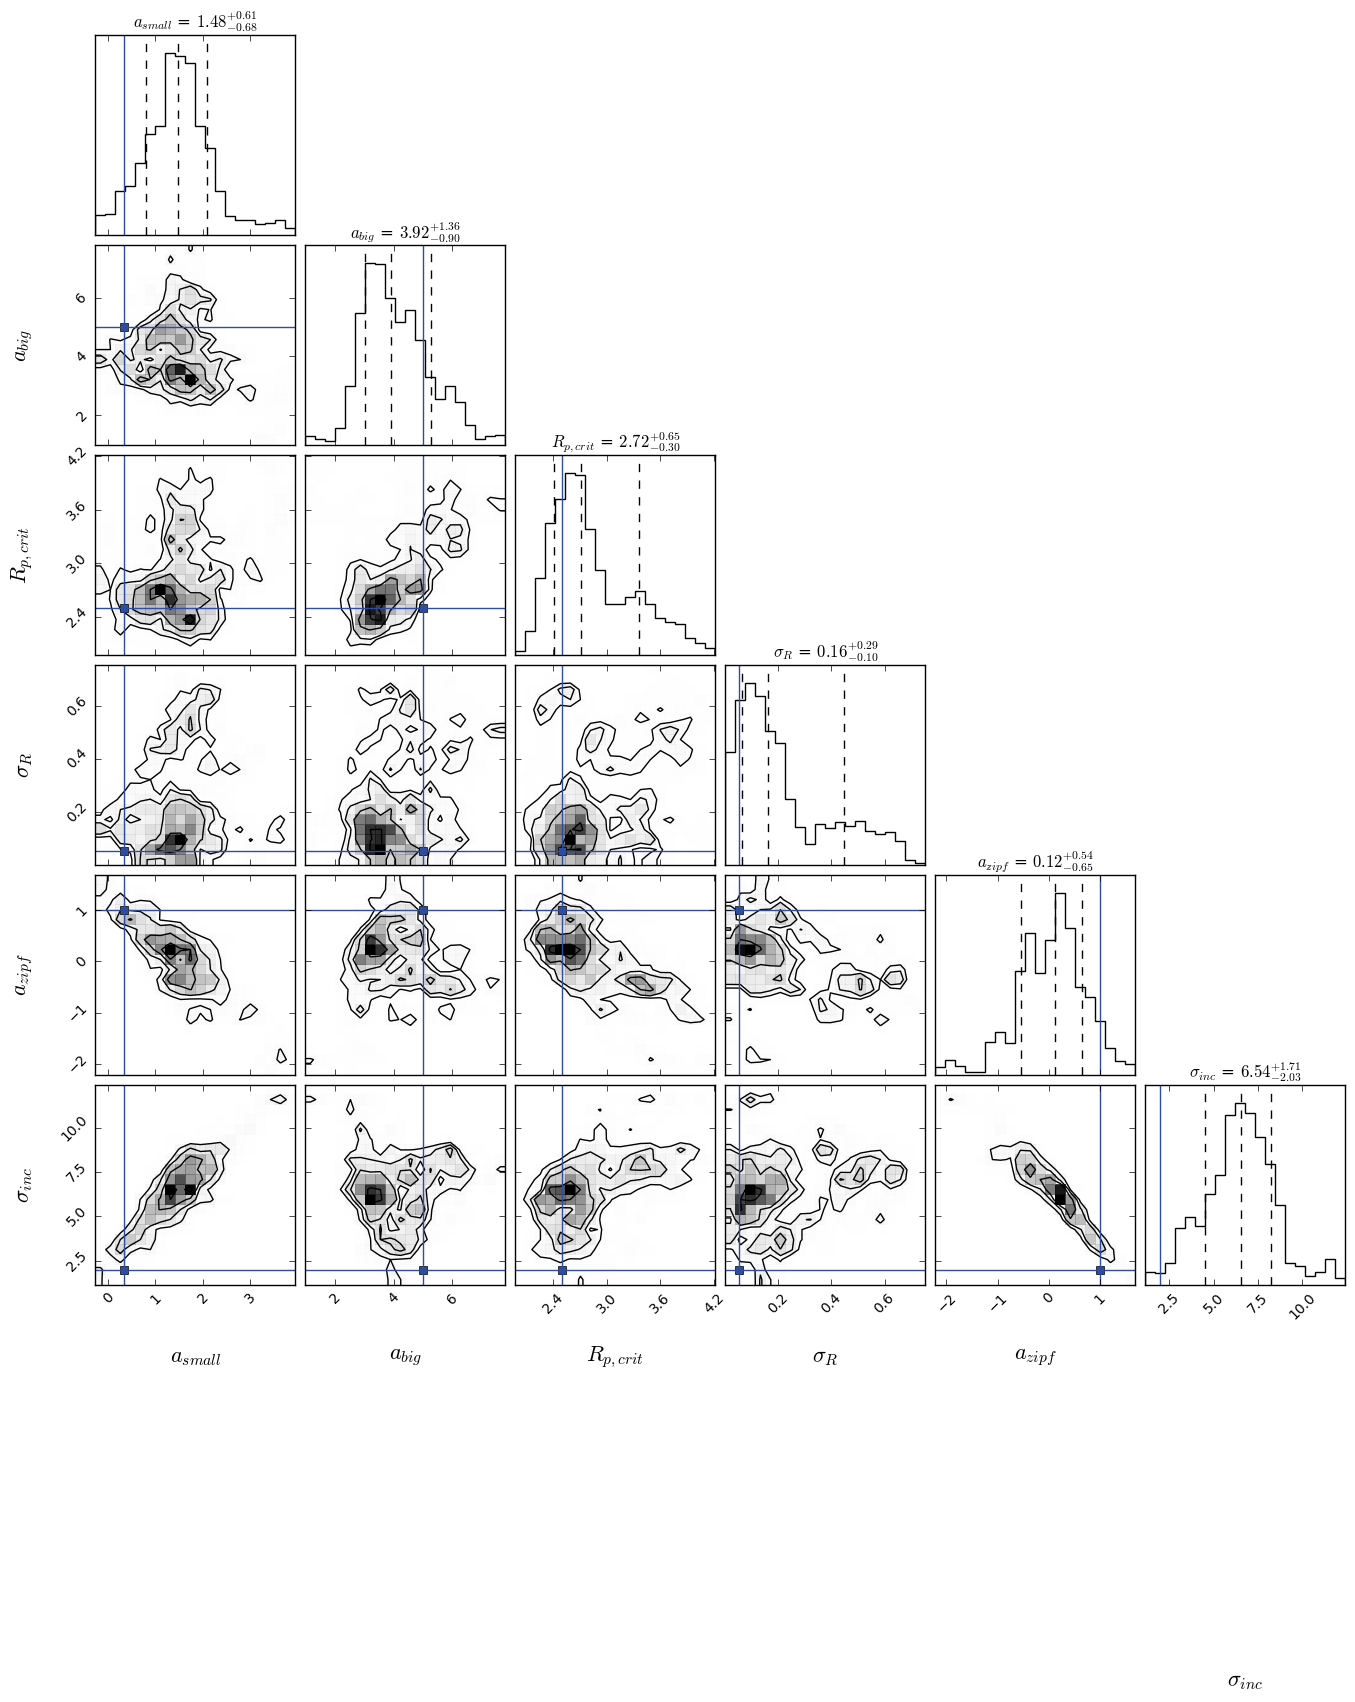 a_small = 1.48 +0.61 −0.68
a_big = 3.92 +1.36 −0.90
a_big
6
4
2
R_p,crit = 2.72 +0.65 −0.30
R_p,crit
4.2
3.6
3.0
2.4
σ_R = 0.16 +0.29 −0.10
σ_R
0.6
0.4
0.2
a_zipf = 0.12 +0.54 −0.65
a_zipf
1
0
−1
−2
σ_inc = 6.54 +1.71 −2.03
σ_inc
10.0
7.5
5.0
2.5
0 1 2 3 2 4 6 2.4 3.0 3.6 4.2 0.2 0.4 0.6 −2 −1 0 1 2.5 5.0 7.5 10.0
a_small a_big R_p,crit σ_R a_zipf
σ_inc